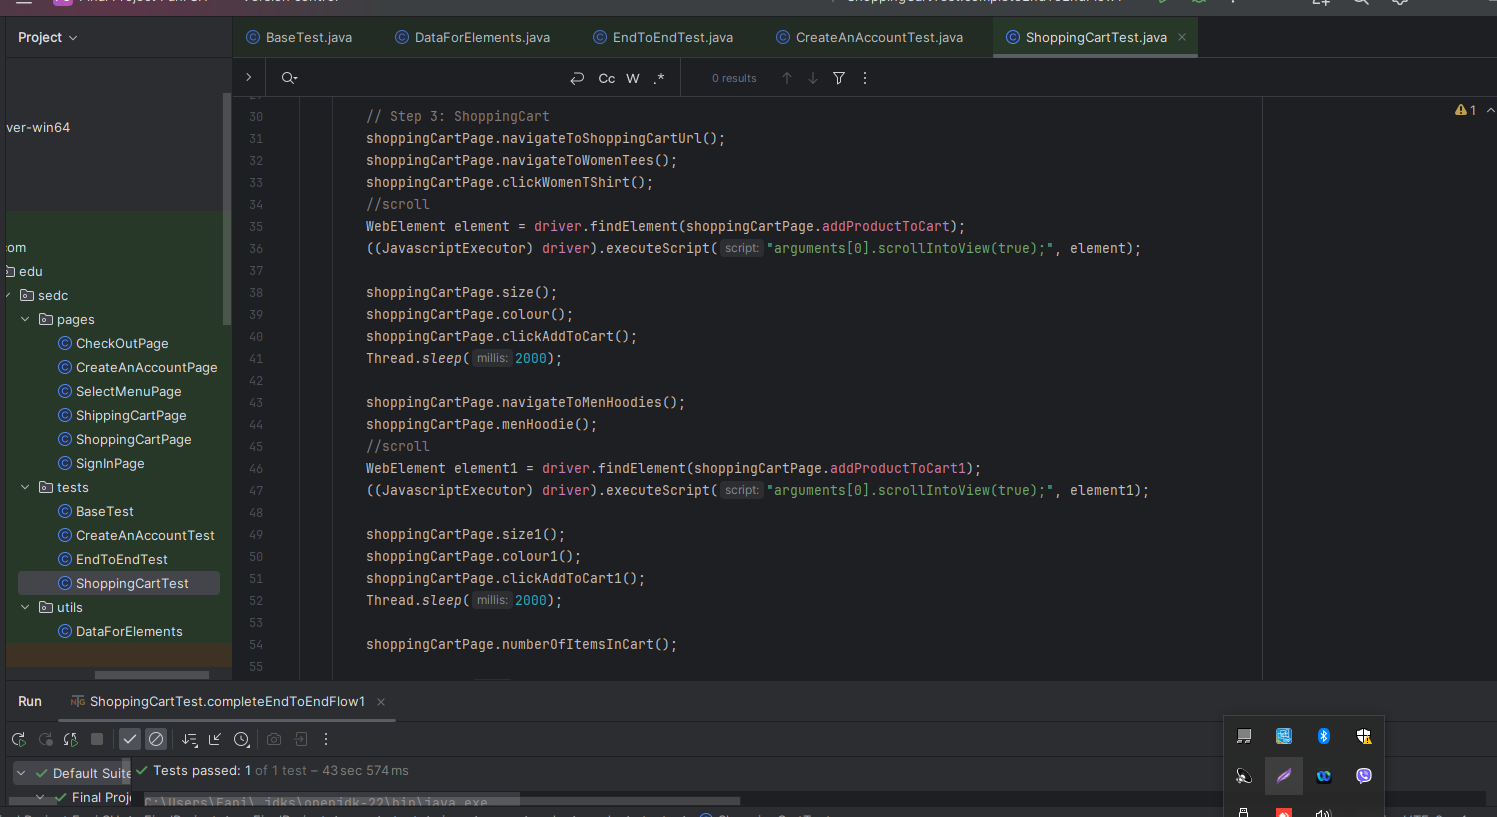 Project
BaseTest.java
DataForElements.java
EndToEndTest.java
CreateAnAccountTest.java
ShoppingCartTest.java
Cc W .*
0 results
ver-win64
com
edu
sedc
pages
CheckOutPage
CreateAnAccountPage
SelectMenuPage
ShippingCartPage
ShoppingCartPage
SignInPage
tests
BaseTest
CreateAnAccountTest
EndToEndTest
ShoppingCartTest
utils
DataForElements
1
30 // Step 3: ShoppingCart
31 shoppingCartPage.navigateToShoppingCartUrl();
32 shoppingCartPage.navigateToWomenTees();
33 shoppingCartPage.clickWomenTShirt();
34 //scroll
35 WebElement element = driver.findElement(shoppingCartPage.addProductToCart);
36 ((JavascriptExecutor) driver).executeScript( script: "arguments[0].scrollIntoView(true);", element);
37
38 shoppingCartPage.size();
39 shoppingCartPage.colour();
40 shoppingCartPage.clickAddToCart();
41 Thread.sleep( millis: 2000);
42
43 shoppingCartPage.navigateToMenHoodies();
44 shoppingCartPage.menHoodie();
45 //scroll
46 WebElement element1 = driver.findElement(shoppingCartPage.addProductToCart1);
47 ((JavascriptExecutor) driver).executeScript( script: "arguments[0].scrollIntoView(true);", element1);
48
49 shoppingCartPage.size1();
50 shoppingCartPage.colour1();
51 shoppingCartPage.clickAddToCart1();
52 Thread.sleep( millis: 2000);
53
54 shoppingCartPage.numberOfItemsInCart();
55
Run
ShoppingCartTest.completeEndToEndFlow1
Default Suite
Tests passed: 1 of 1 test – 43 sec 574 ms
Final Proj
C:\Users\Fani\.jdks\openjdk-22\bin\java.exe